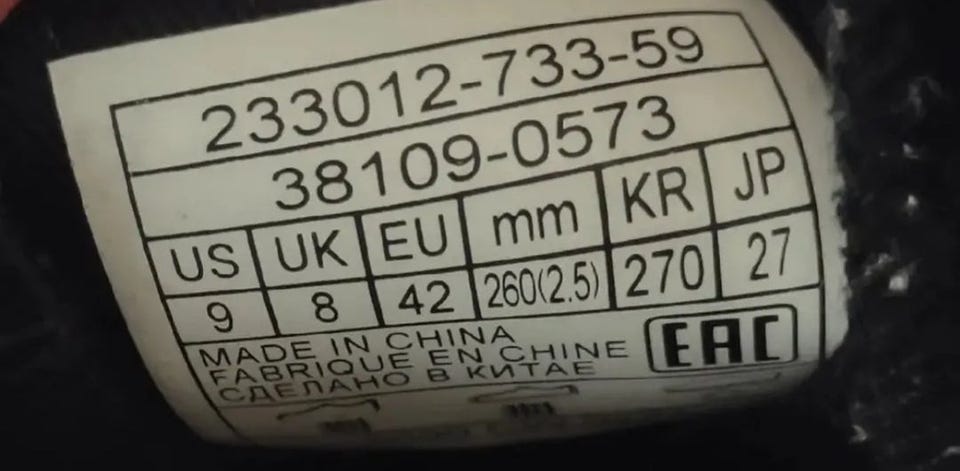 233012-733-59
38109-0573
US UK EU mm KR JP
9 8 42 260(2.5) 270 27
MADE IN CHINA
FABRIQUE EN CHINE
СДЕЛАНО В КИТАЕ
EAC